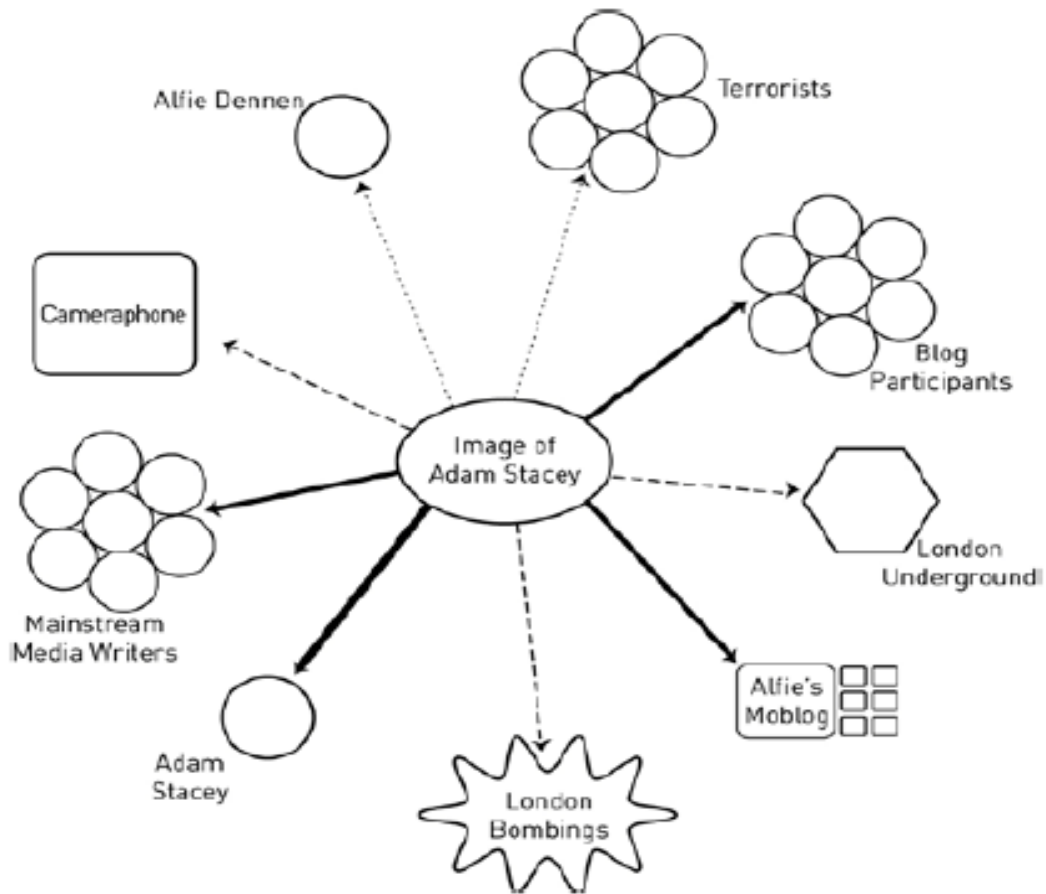 Alfie Dennen
Terrorists
Cameraphone
Blog
Participants
Image of
Adam Stacey
London
Underground
Mainstream
Media Writers
Alfie's
Moblog
Adam
Stacey
London
Bombings